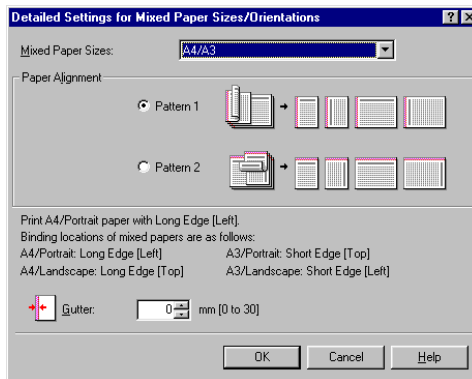 Detailed Settings for Mixed Paper Sizes/Orientations
Mixed Paper Sizes: A4/A3
Paper Alignment
Pattern 1
Pattern 2
Print A4/Portrait paper with Long Edge [Left].
Binding locations of mixed papers are as follows:
A4/Portrait: Long Edge [Left] A3/Portrait: Short Edge [Top]
A4/Landscape: Long Edge [Top] A3/Landscape: Short Edge [Left]
Gutter: 0 mm [0 to 30]
OK Cancel Help